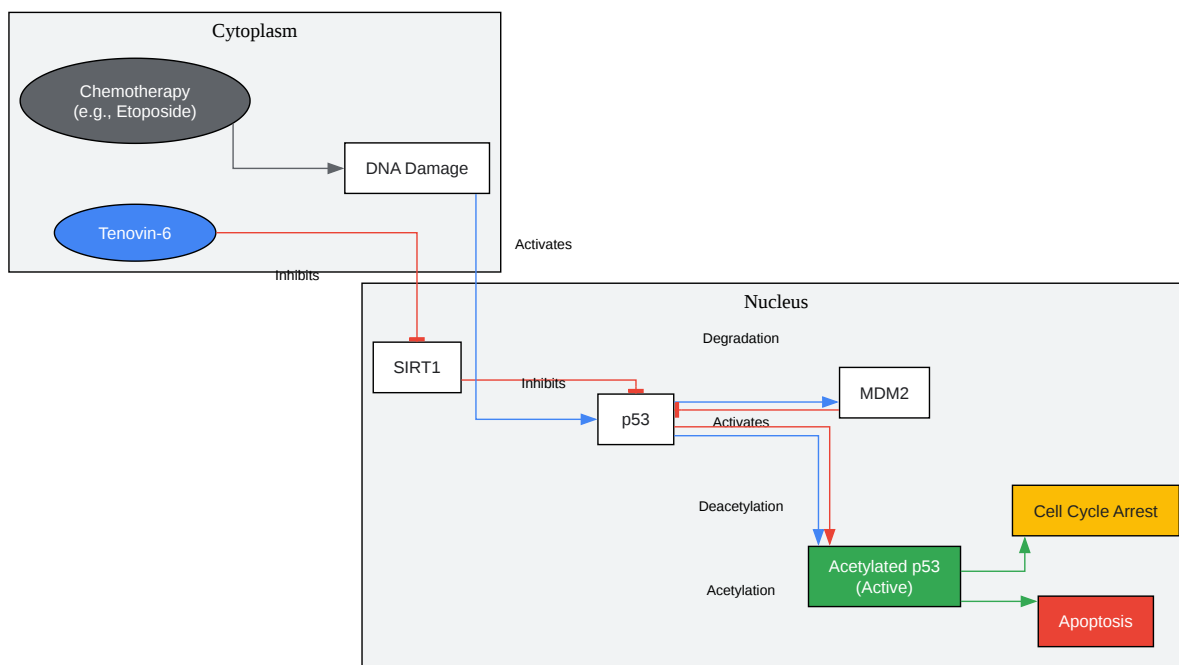 Cytoplasm
Chemotherapy
(e.g., Etoposide)
DNA Damage
Tenovin-6
Activates
Inhibits
Nucleus
Degradation
SIRT1
Inhibits
MDM2
p53
Activates
Deacetylation
Cell Cycle Arrest
Acetylated p53
(Active)
Acetylation
Apoptosis